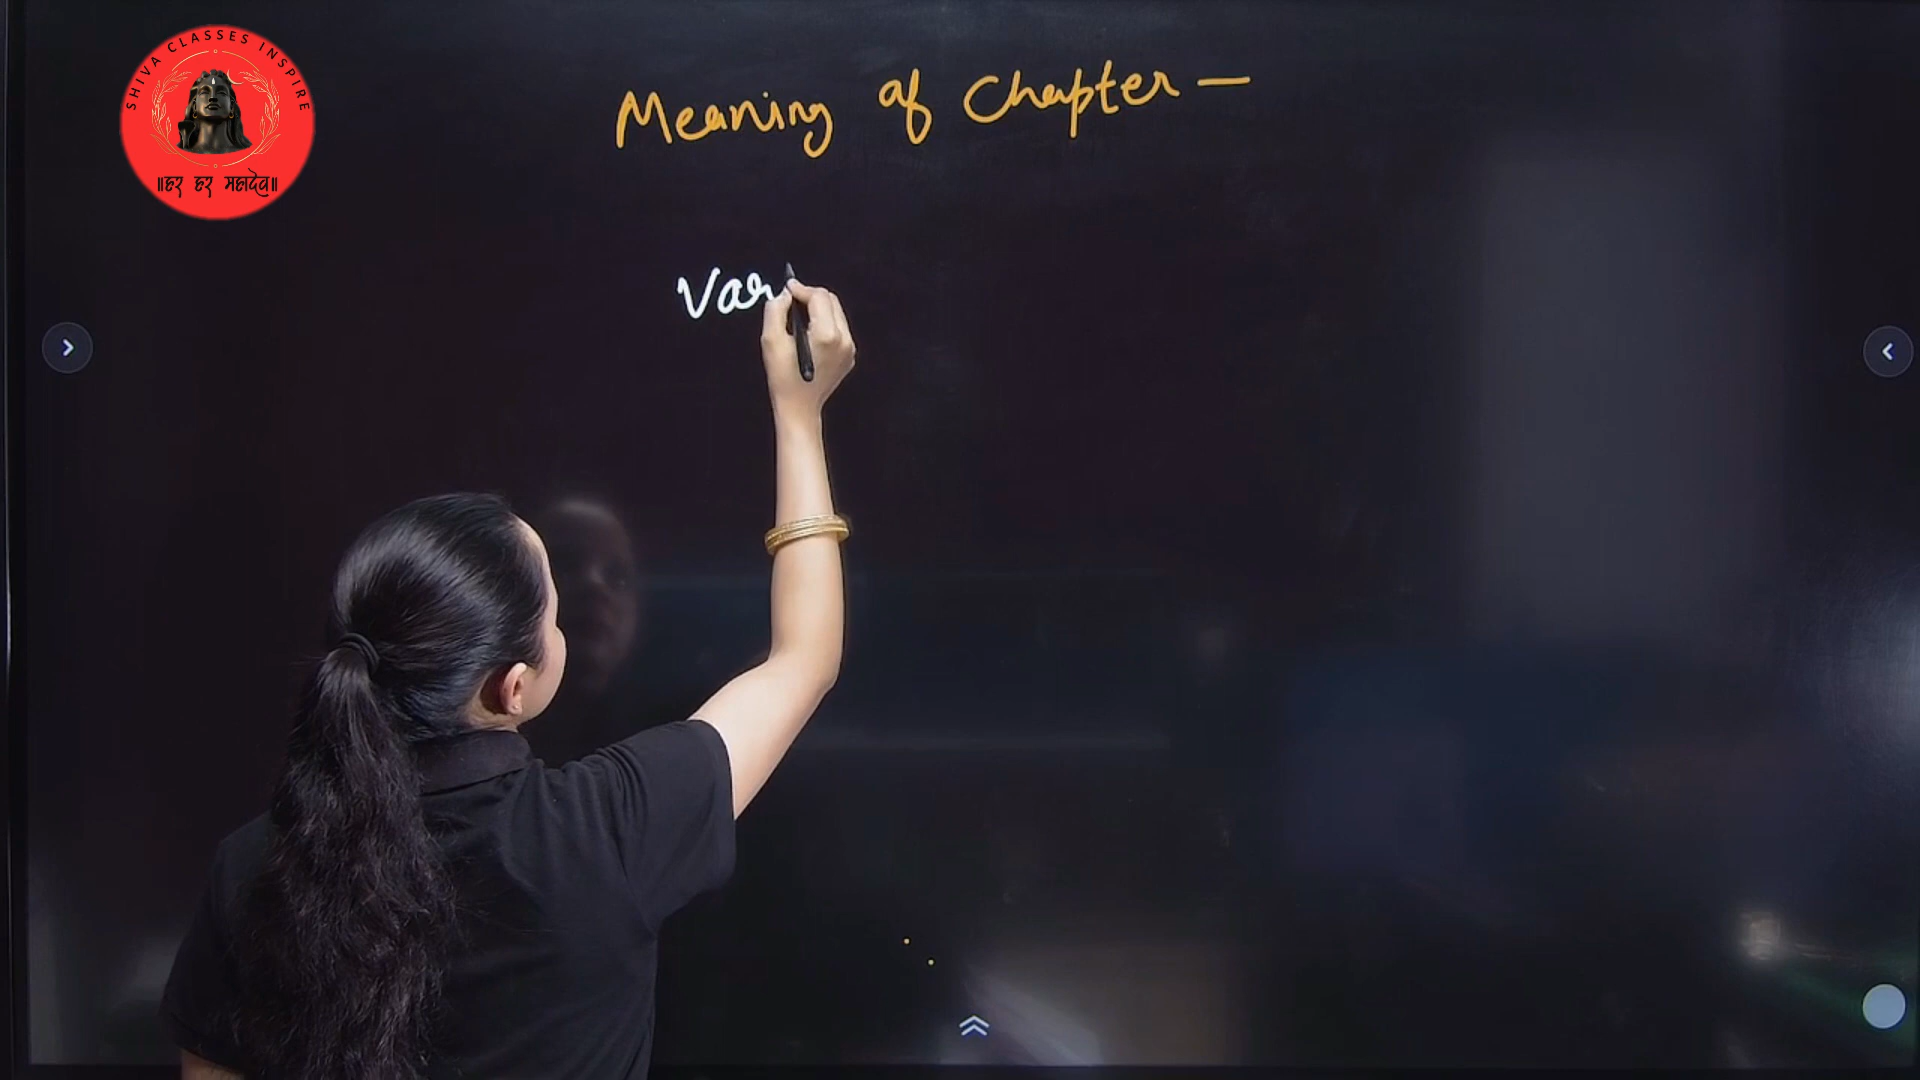 SHIVA CLASSES INSPIRE
॥हर हर महादेव॥
Meaning of Chapter —
Var